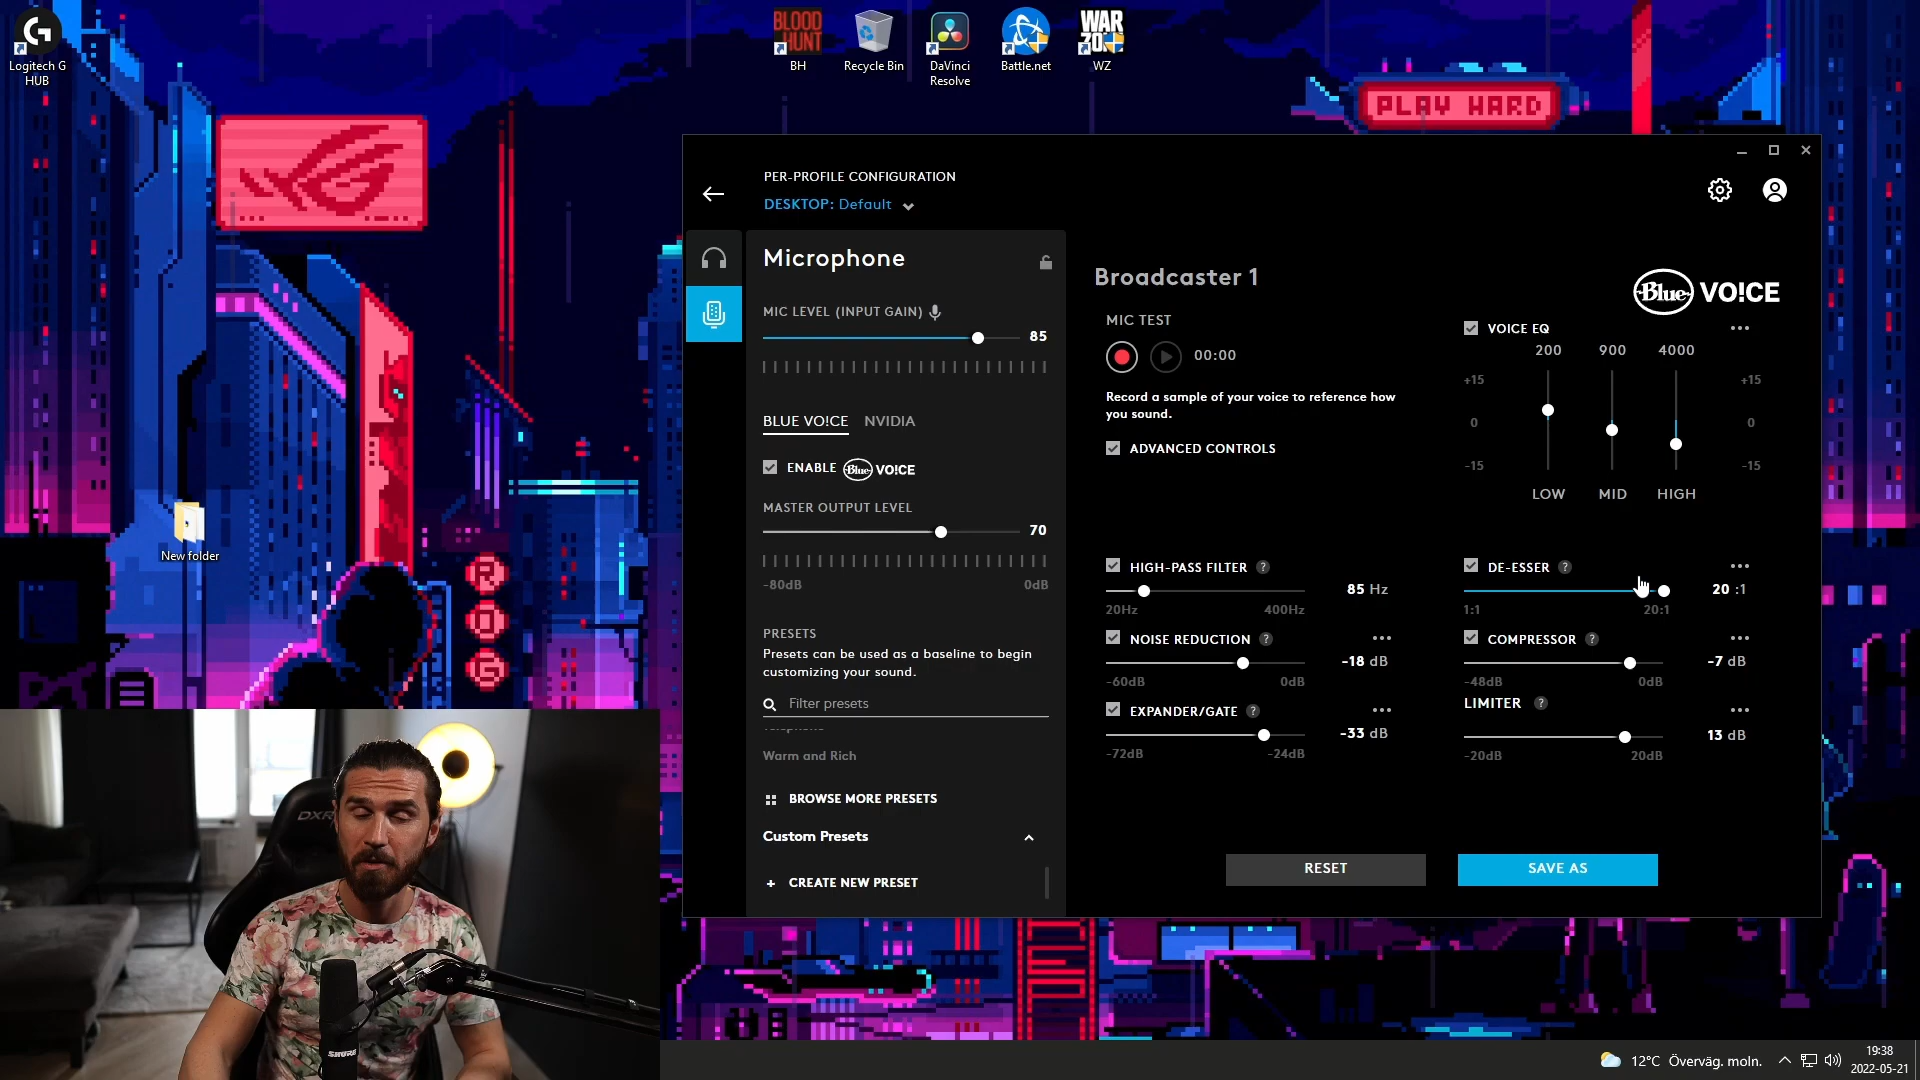 Logitech G
HUB
BLOOD
HUNT
BH
Recycle Bin
DaVinci
Resolve
Battle.net
WAR
ZONE
WZ
PLAY HARD
PER-PROFILE CONFIGURATION
DESKTOP: Default
Microphone
MIC LEVEL (INPUT GAIN)
85
BLUE VO!CE
NVIDIA
ENABLE
Blue VO!CE
MASTER OUTPUT LEVEL
70
-80dB
0dB
PRESETS
Presets can be used as a baseline to begin
customizing your sound.
Filter presets
Warm and Rich
BROWSE MORE PRESETS
Custom Presets
+ CREATE NEW PRESET
Broadcaster 1
Blue VO!CE
MIC TEST
00:00
Record a sample of your voice to reference how
you sound.
ADVANCED CONTROLS
VOICE EQ
200 900 4000
+15 +15
0 0
-15 -15
LOW MID HIGH
HIGH-PASS FILTER ?
85 Hz
20Hz 400Hz
NOISE REDUCTION ?
-18 dB
-60dB 0dB
EXPANDER/GATE ?
-33 dB
-72dB -24dB
DE-ESSER ?
20 :1
1:1 20:1
COMPRESSOR ?
-7 dB
-48dB 0dB
LIMITER ?
13 dB
-20dB 20dB
RESET
SAVE AS
New folder
R
O
G
DXR
SHURE
12°C Överväg. moln.
19:38
2022-05-21